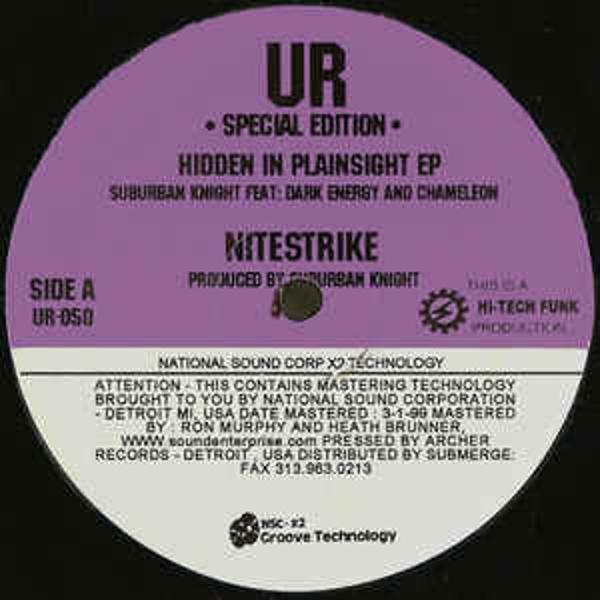 UR
• SPECIAL EDITION •
HIDDEN IN PLAINSIGHT EP
SUBURBAN KNIGHT FEAT: DARK ENERGY AND CHAMELEON
NITESTRIKE
PRODUCED BY SUBURBAN KNIGHT
SIDE A
UR-050
THIS IS A
HI-TECH FUNK
PRODUCTION
NATIONAL SOUND CORP X2 TECHNOLOGY
ATTENTION - THIS CONTAINS MASTERING TECHNOLOGY
BROUGHT TO YOU BY NATIONAL SOUND CORPORATION
- DETROIT MI, USA DATE MASTERED : 3-1-99 MASTERED
BY : RON MURPHY AND HEATH BRUNNER,
WWW.soundenterprise.com PRESSED BY ARCHER
RECORDS - DETROIT , USA DISTRIBUTED BY SUBMERGE:
FAX 313.963.0213
NSC - X2
Groove Technology